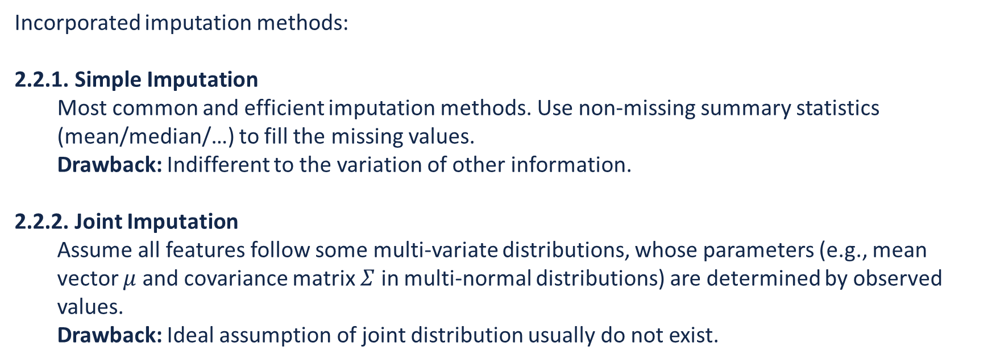 Incorporated imputation methods:
2.2.1. Simple Imputation
Most common and efficient imputation methods. Use non-missing summary statistics
(mean/median/…) to fill the missing values.
Drawback: Indifferent to the variation of other information.
2.2.2. Joint Imputation
Assume all features follow some multi-variate distributions, whose parameters (e.g., mean
vector μ and covariance matrix Σ in multi-normal distributions) are determined by observed
values.
Drawback: Ideal assumption of joint distribution usually do not exist.